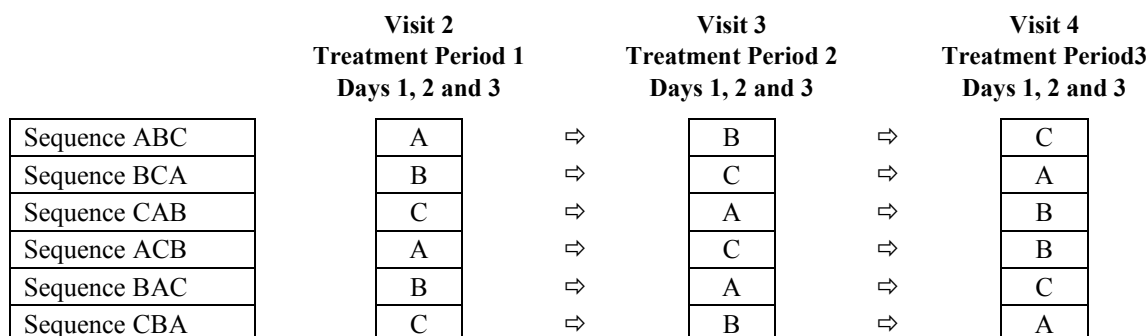 Visit 2 Visit 3 Visit 4
Treatment Period 1 Treatment Period 2 Treatment Period3
Days 1, 2 and 3 Days 1, 2 and 3 Days 1, 2 and 3
Sequence ABC A ⇨ B ⇨ C
Sequence BCA B ⇨ C ⇨ A
Sequence CAB C ⇨ A ⇨ B
Sequence ACB A ⇨ C ⇨ B
Sequence BAC B ⇨ A ⇨ C
Sequence CBA C ⇨ B ⇨ A